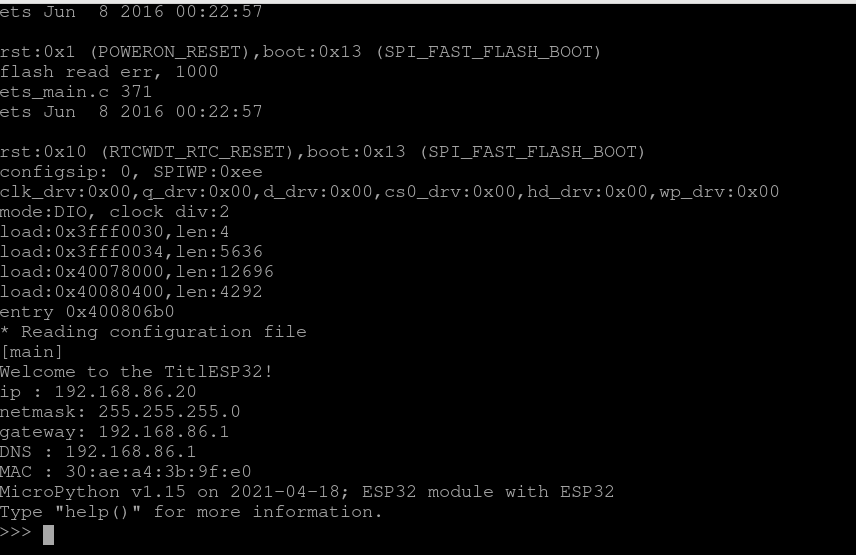 ets Jun  8 2016 00:22:57
rst:0x1 (POWERON_RESET),boot:0x13 (SPI_FAST_FLASH_BOOT)
flash read err, 1000
ets_main.c 371
ets Jun  8 2016 00:22:57
rst:0x10 (RTCWDT_RTC_RESET),boot:0x13 (SPI_FAST_FLASH_BOOT)
configsip: 0, SPIWP:0xee
clk_drv:0x00,q_drv:0x00,d_drv:0x00,cs0_drv:0x00,hd_drv:0x00,wp_drv:0x00
mode:DIO, clock div:2
load:0x3fff0030,len:4
load:0x3fff0034,len:5636
load:0x40078000,len:12696
load:0x40080400,len:4292
entry 0x400806b0
* Reading configuration file
[main]
Welcome to the TitlESP32!
ip : 192.168.86.20
netmask: 255.255.255.0
gateway: 192.168.86.1
DNS : 192.168.86.1
MAC : 30:ae:a4:3b:9f:e0
MicroPython v1.15 on 2021-04-18; ESP32 module with ESP32
Type "help()" for more information.
>>>